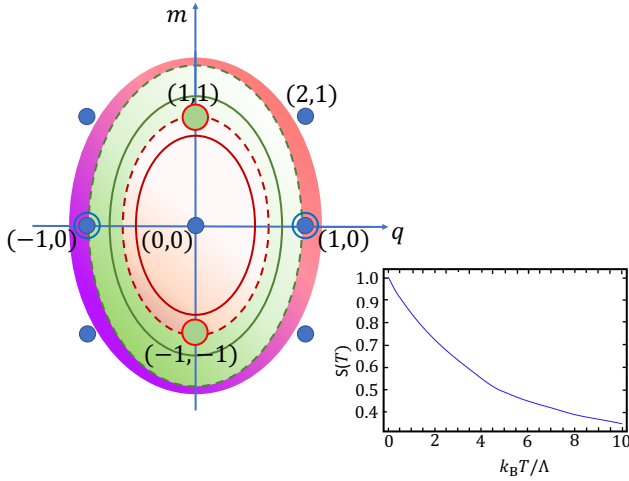 m
(1,1)
(2,1)
(−1,0)
(0,0)
(1,0)
q
(−1,−1)
1.0
0.9
0.8
0.7
0.6
0.5
0.4
S(T)
0 2 4 6 8 10
k_B T/Λ